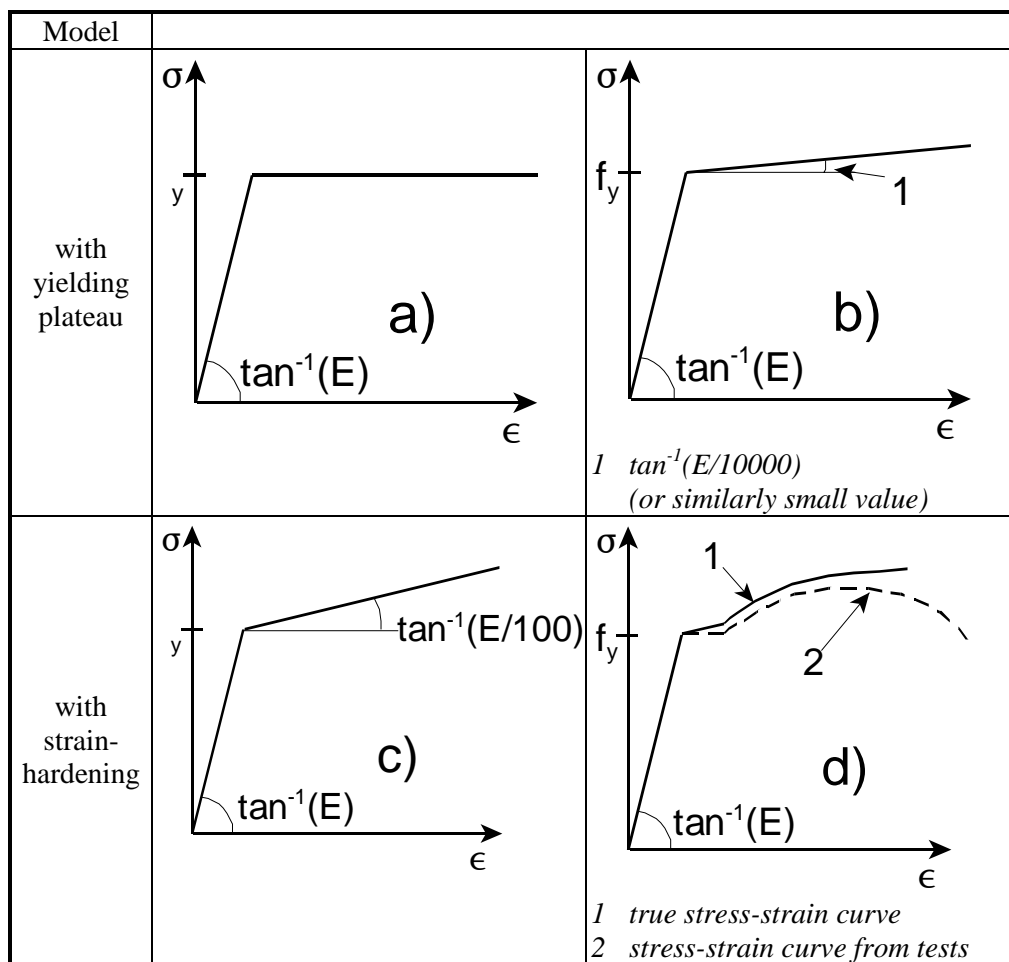 Model
with
yielding
plateau
σ
y
a)
tan⁻¹(E)
ϵ
σ
f_y
1
b)
tan⁻¹(E)
ϵ
1 tan⁻¹(E/10000)
(or similarly small value)
with
strain-
hardening
σ
y
tan⁻¹(E/100)
c)
tan⁻¹(E)
ϵ
σ
1
f_y
2
d)
tan⁻¹(E)
ϵ
1 true stress-strain curve
2 stress-strain curve from tests